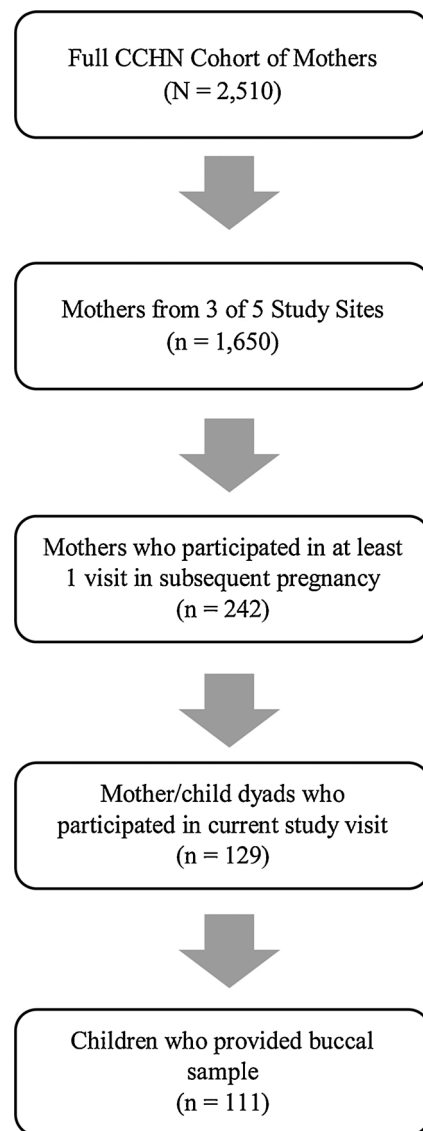 Full CCHN Cohort of Mothers
(N = 2,510)
Mothers from 3 of 5 Study Sites
(n = 1,650)
Mothers who participated in at least
1 visit in subsequent pregnancy
(n = 242)
Mother/child dyads who
participated in current study visit
(n = 129)
Children who provided buccal
sample
(n = 111)